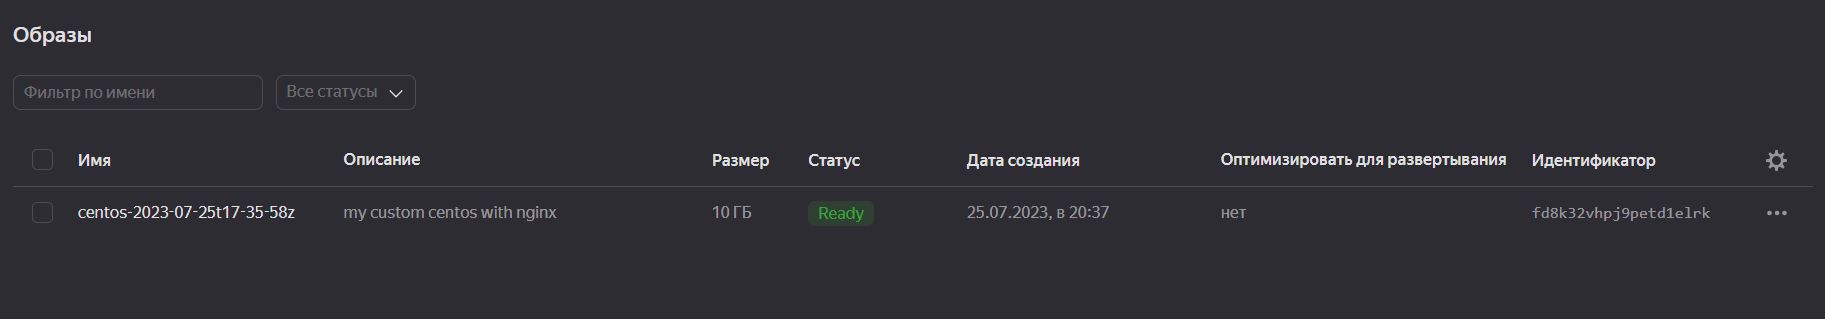 Образы
Фильтр по имени Все статусы
Имя Описание Размер Статус Дата создания Оптимизировать для развертывания Идентификатор
centos-2023-07-25t17-35-58z my custom centos with nginx 10 ГБ Ready 25.07.2023, в 20:37 нет fd8k32vhpj9petd1elrk